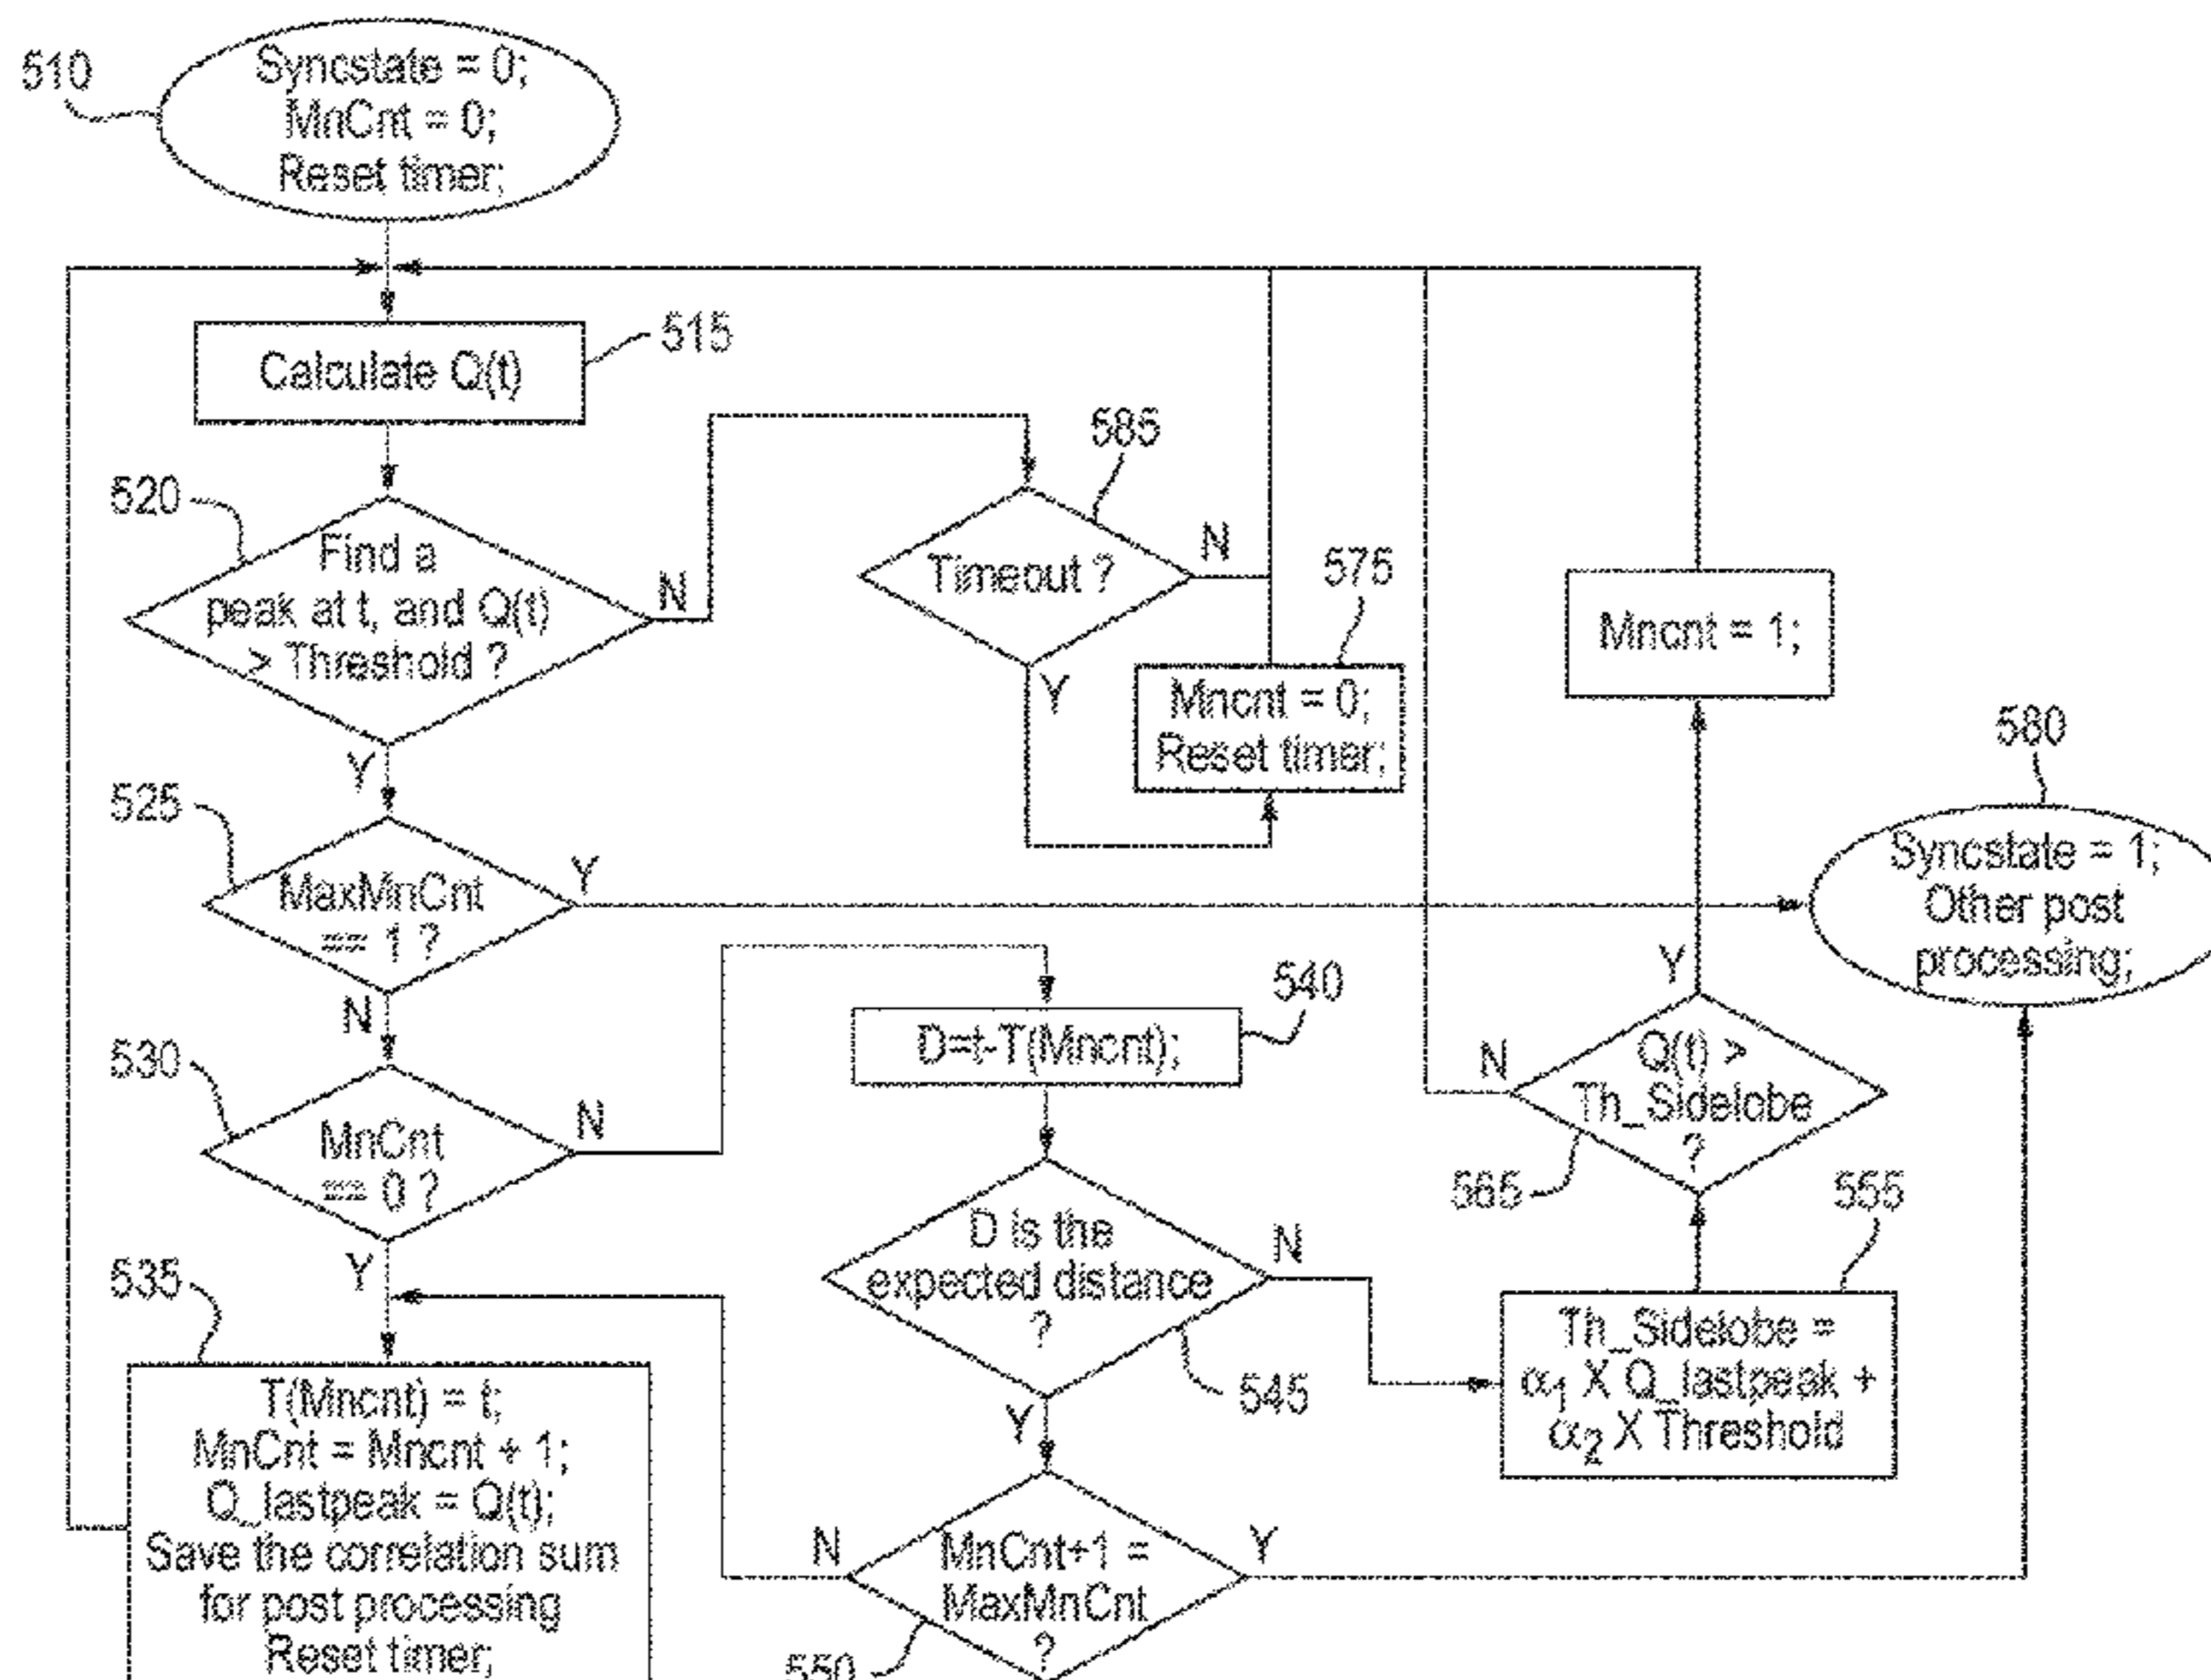 510
Syncstate = 0;
MnCnt = 0;
Reset timer;
Calculate Q(t)
515
520
Find a
peak at t, and Q(t)
> Threshold ?
N
Y
585
Timeout ?
N
Y
575
Mncnt = 0;
Reset timer;
Mncnt = 1;
525
MaxMnCnt
== 1 ?
Y
N
580
Syncstate = 1;
Other post
processing;
530
MnCnt
== 0 ?
N
Y
540
D=t-T(Mncnt);
D is the
expected distance
?
N
Y
545
565
Q(t) >
Th_Sidelobe
?
N
Y
555
Th_Sidelobe =
α1 X Q_lastpeak +
α2 X Threshold
535
T(Mncnt) = t;
MnCnt = Mncnt + 1;
Q_lastpeak = Q(t);
Save the correlation sum
for post processing
Reset timer;
550
MnCnt+1 =
MaxMnCnt
?
N
Y